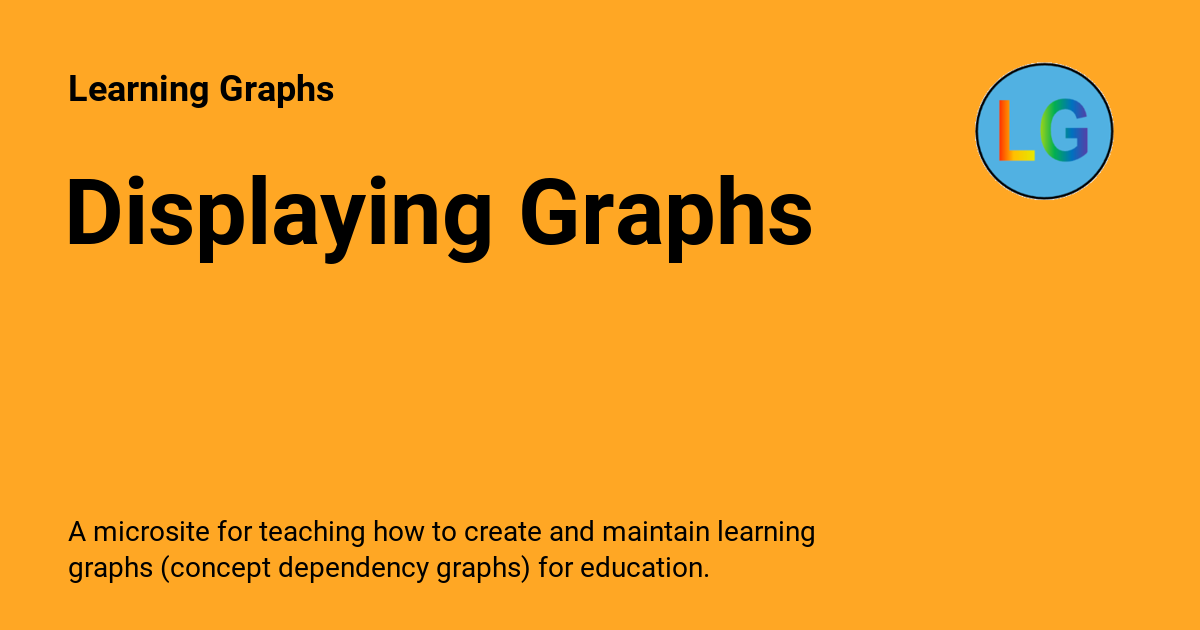 Learning Graphs
LG
Displaying Graphs
A microsite for teaching how to create and maintain learning
graphs (concept dependency graphs) for education.